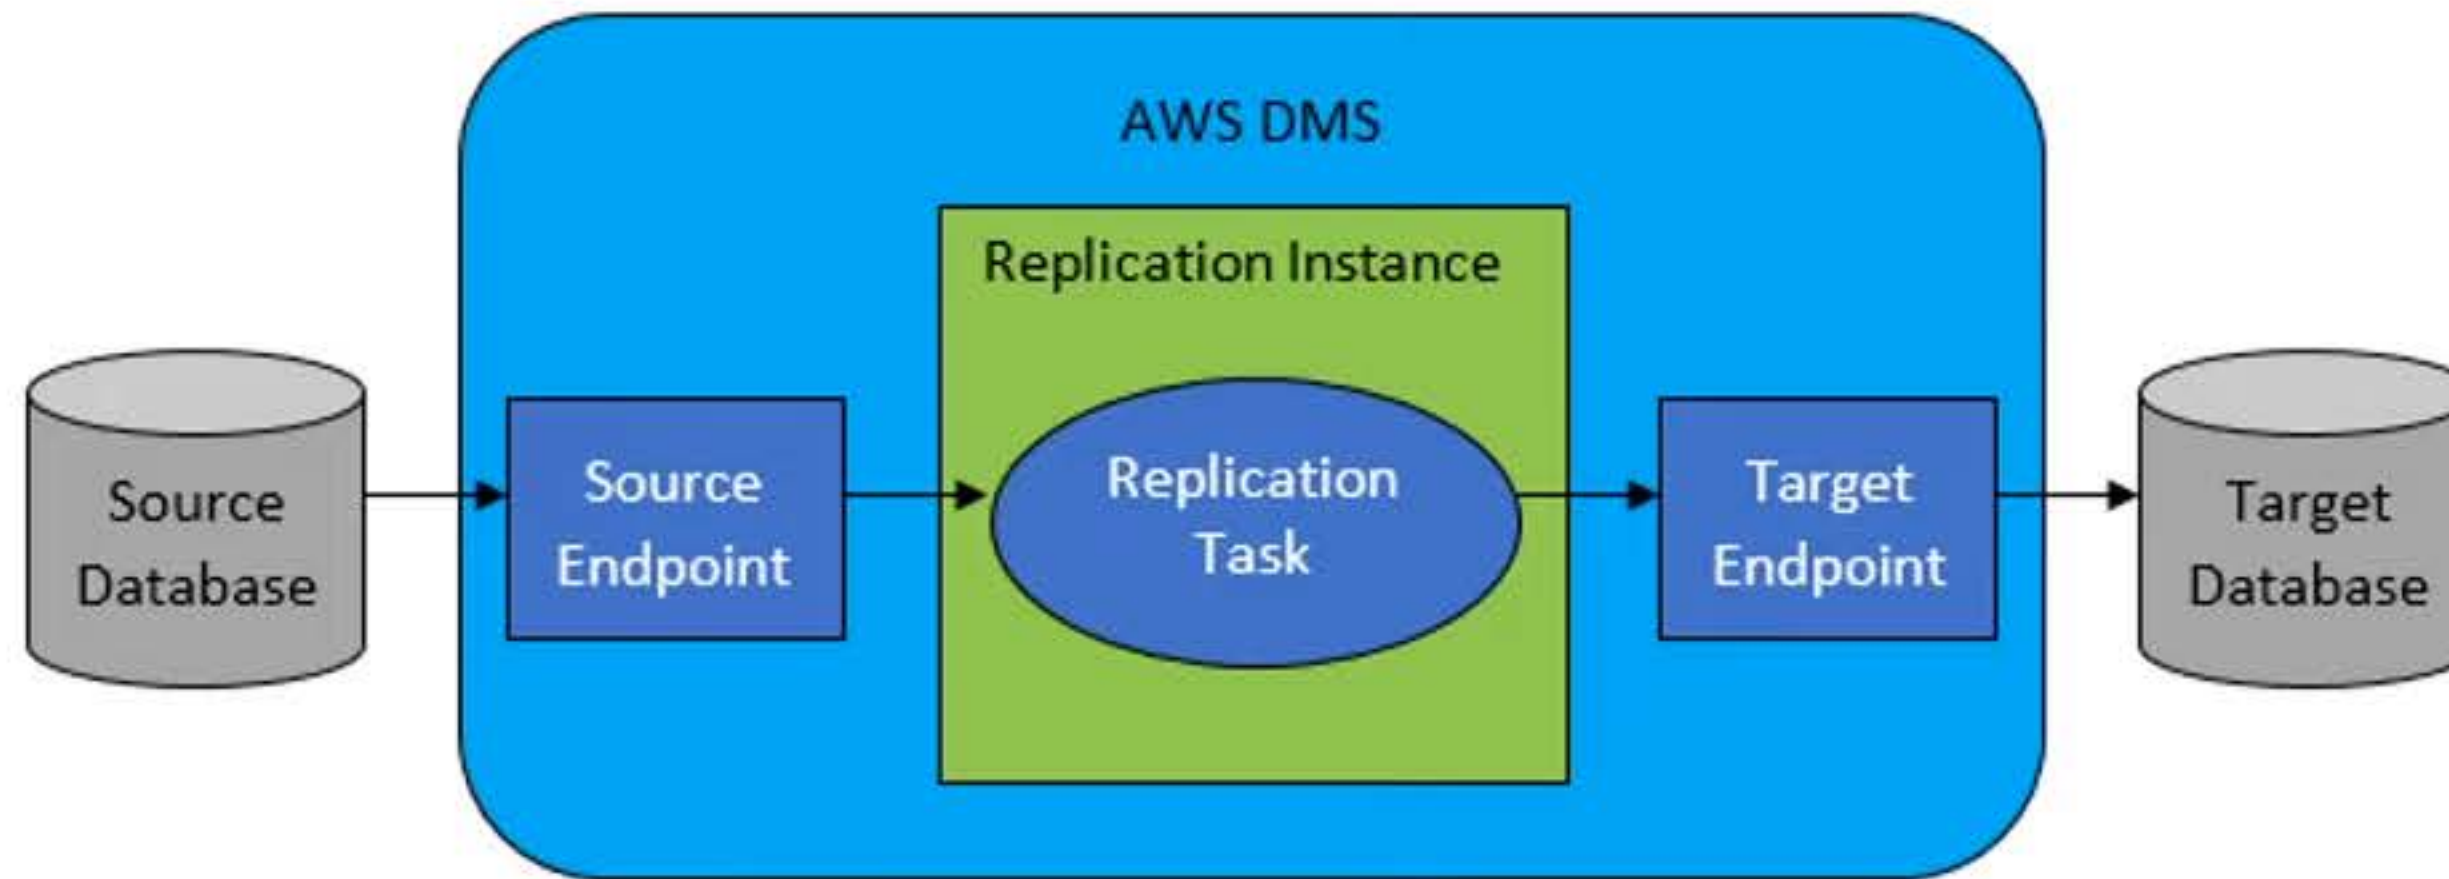 AWS DMS
Replication Instance
Source
Database
Source
Endpoint
Replication
Task
Target
Endpoint
Target
Database